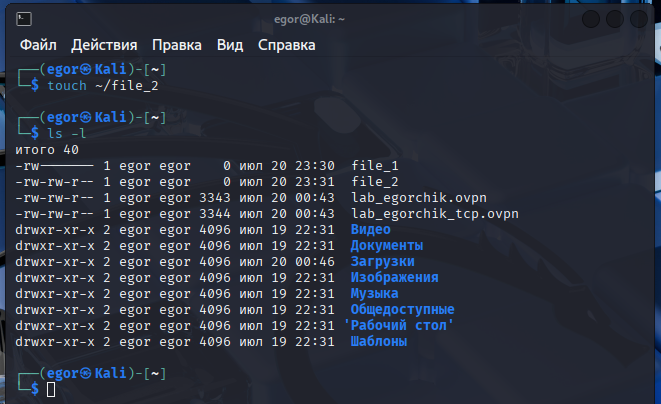 egor@Kali: ~
Файл Действия Правка Вид Справка
┌──(egor㉿Kali)-[~]
└─$ touch ~/file_2
┌──(egor㉿Kali)-[~]
└─$ ls -l
итого 40
-rw------- 1 egor egor    0 июл 20 23:30  file_1
-rw-rw-r-- 1 egor egor    0 июл 20 23:31  file_2
-rw-rw-r-- 1 egor egor 3343 июл 20 00:43  lab_egorchik.ovpn
-rw-rw-r-- 1 egor egor 3344 июл 20 00:43  lab_egorchik_tcp.ovpn
drwxr-xr-x 2 egor egor 4096 июл 19 22:31  Видео
drwxr-xr-x 2 egor egor 4096 июл 19 22:31  Документы
drwxr-xr-x 2 egor egor 4096 июл 20 00:46  Загрузки
drwxr-xr-x 2 egor egor 4096 июл 19 22:31  Изображения
drwxr-xr-x 2 egor egor 4096 июл 19 22:31  Музыка
drwxr-xr-x 2 egor egor 4096 июл 19 22:31  Общедоступные
drwxr-xr-x 2 egor egor 4096 июл 19 22:31 'Рабочий стол'
drwxr-xr-x 2 egor egor 4096 июл 19 22:31  Шаблоны
┌──(egor㉿Kali)-[~]
└─$